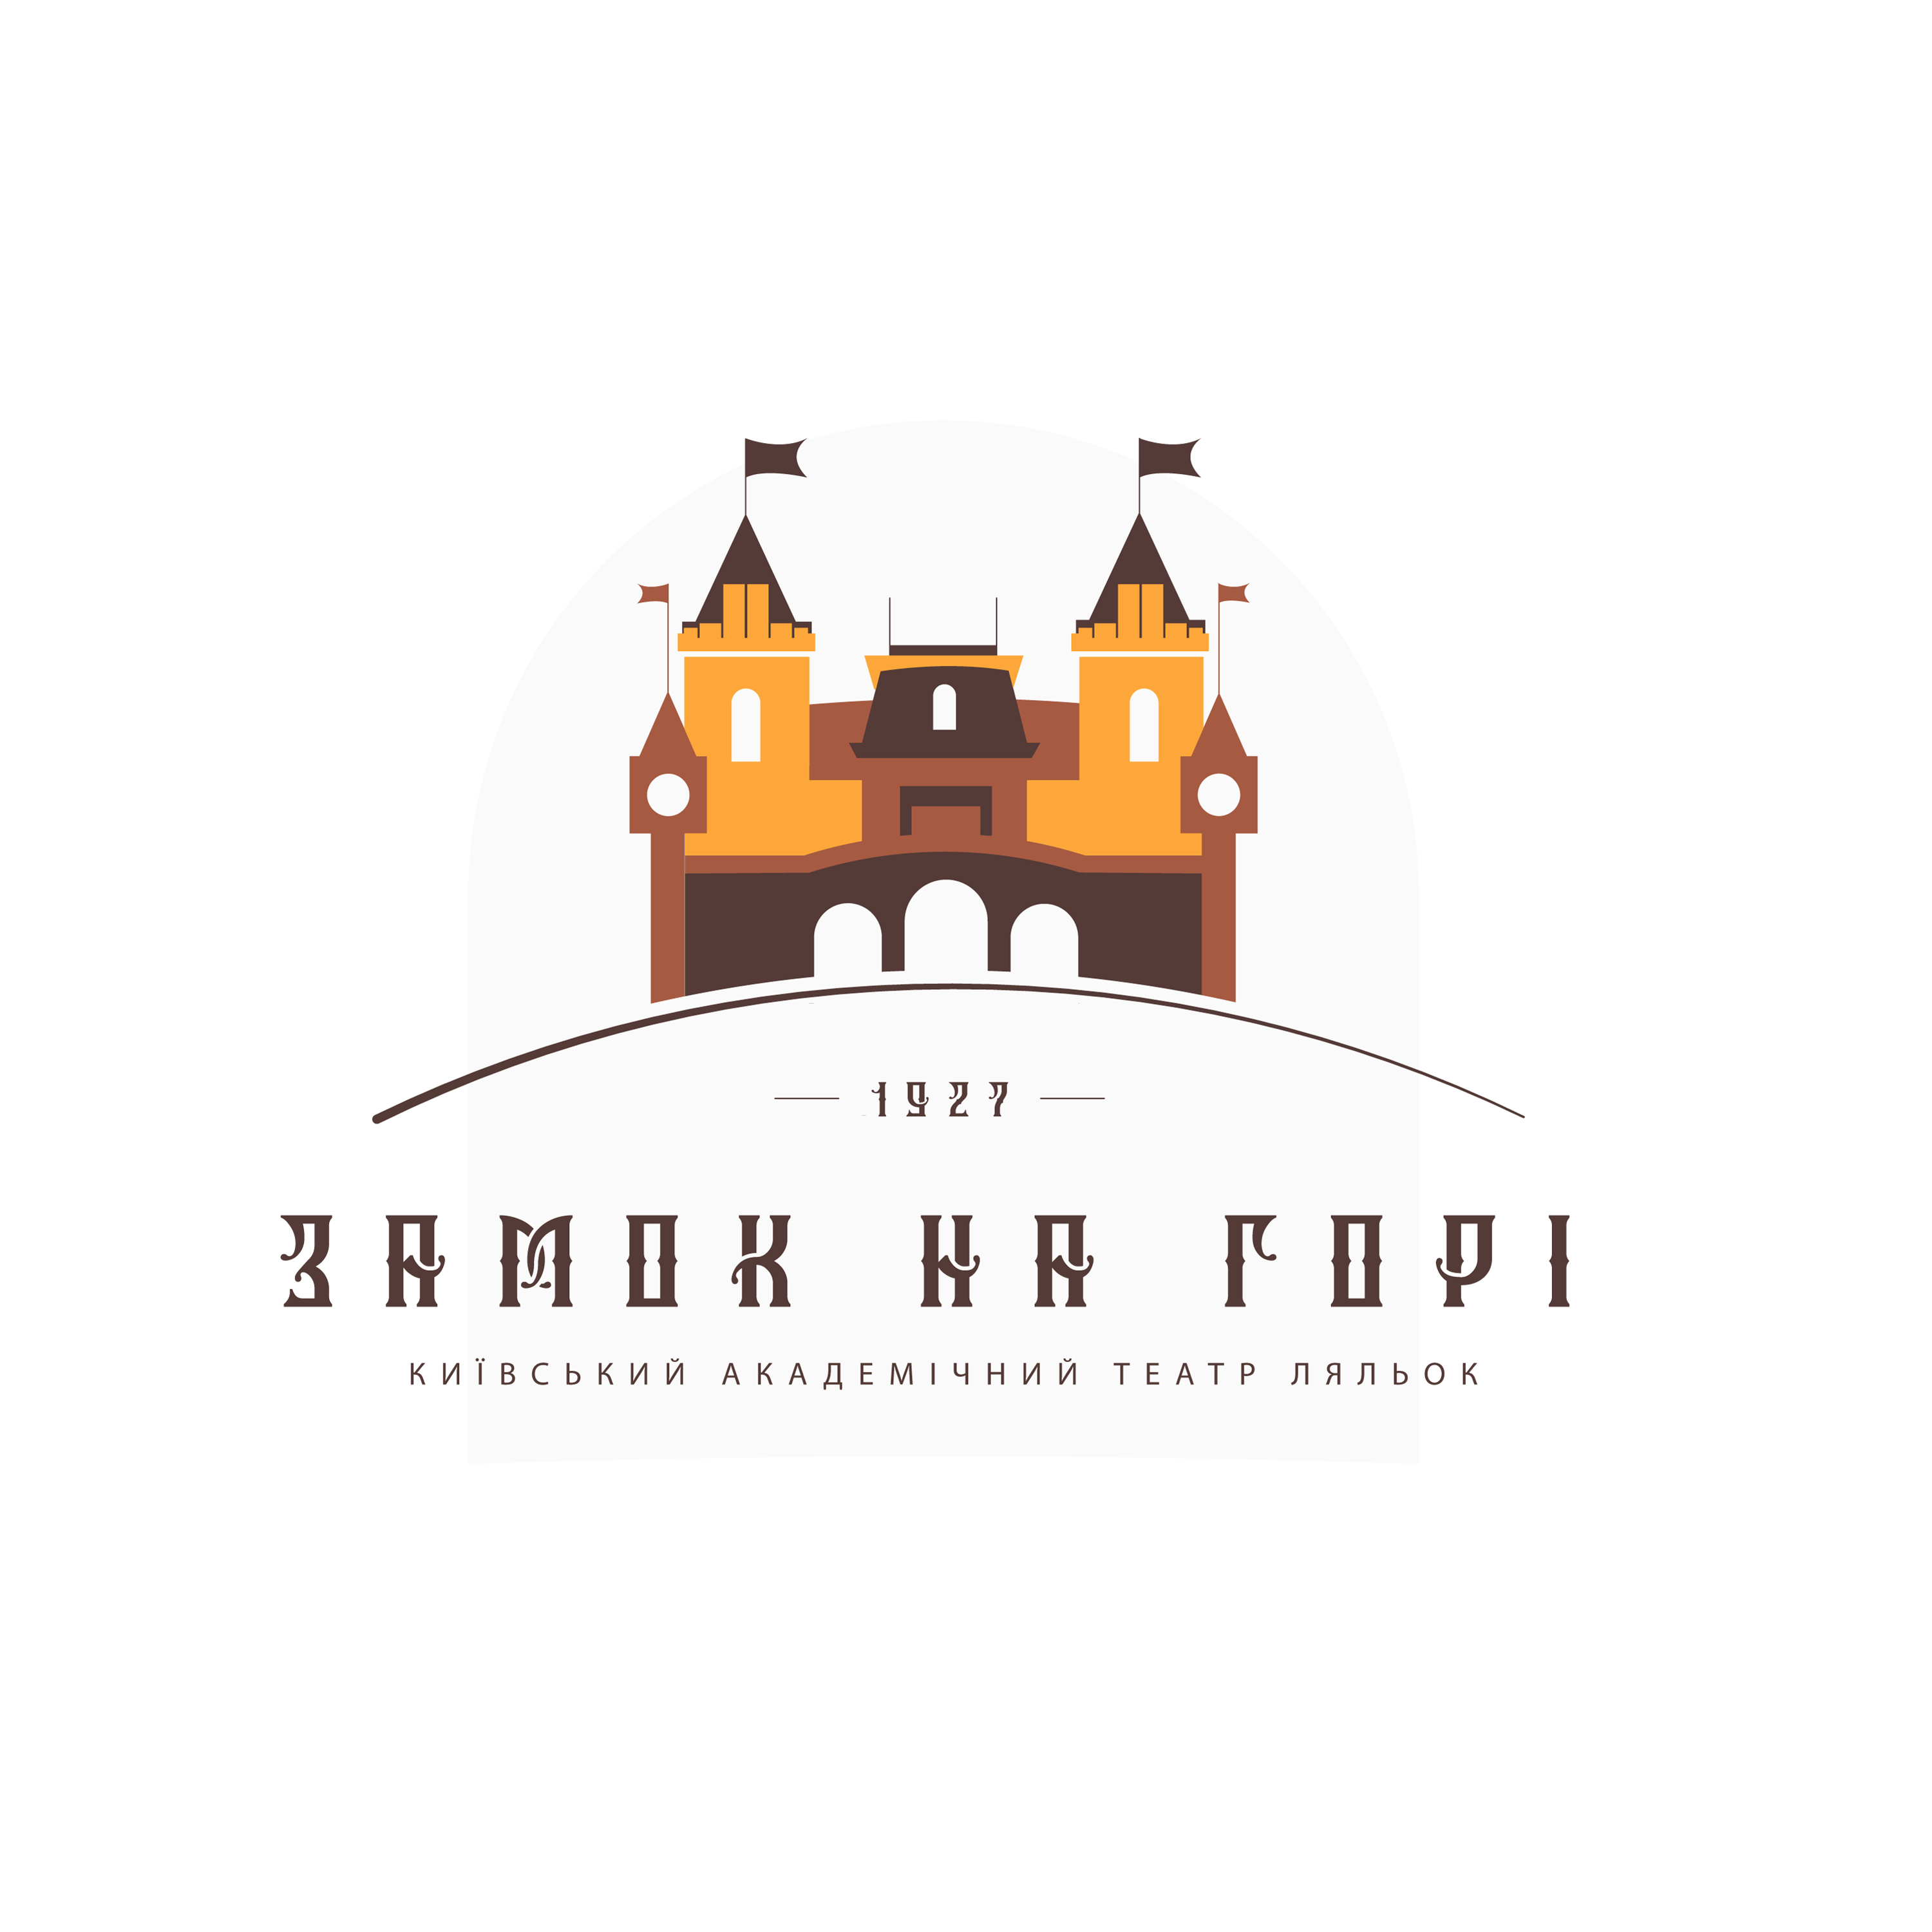 1927
ЗАМОК НА ГОРІ
КИЇВСЬКИЙ АКАДЕМІЧНИЙ ТЕАТР ЛЯЛЬОК